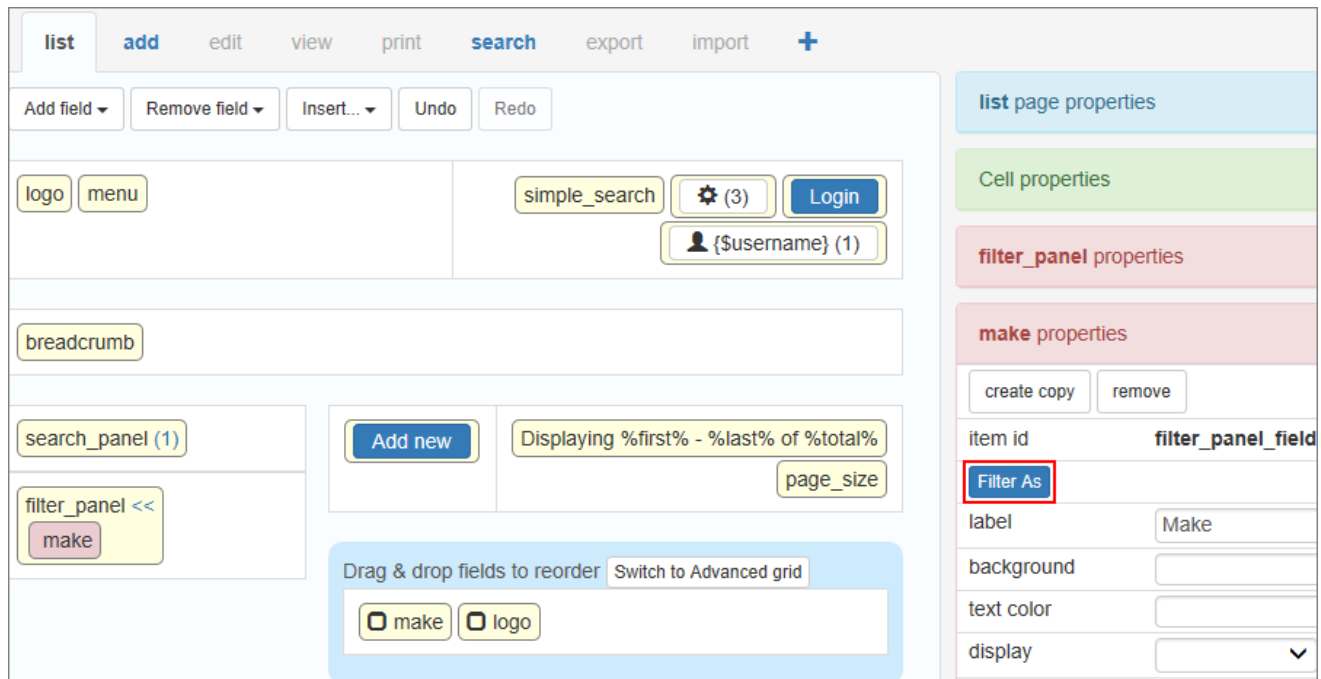 list add edit view print search export import +
Add field Remove field Insert... Undo Redo
logo menu
simple_search (3) Login
{$username} (1)
breadcrumb
search_panel (1)
filter_panel <<
make
Add new
Displaying %first% - %last% of %total%
page_size
Drag & drop fields to reorder Switch to Advanced grid
make logo
list page properties
Cell properties
filter_panel properties
make properties
create copy remove
item id filter_panel_field
Filter As
label Make
background
text color
display